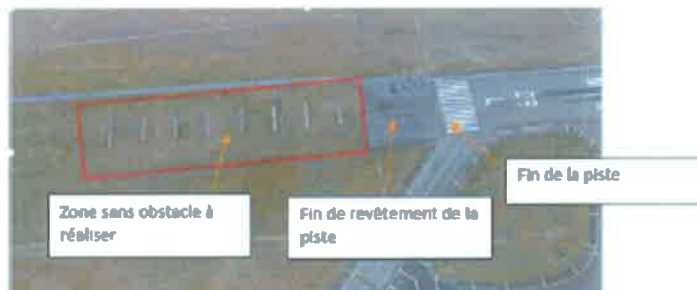 Zone sans obstacle à
réaliser
Fin de revêtement de la
piste
Fin de la piste